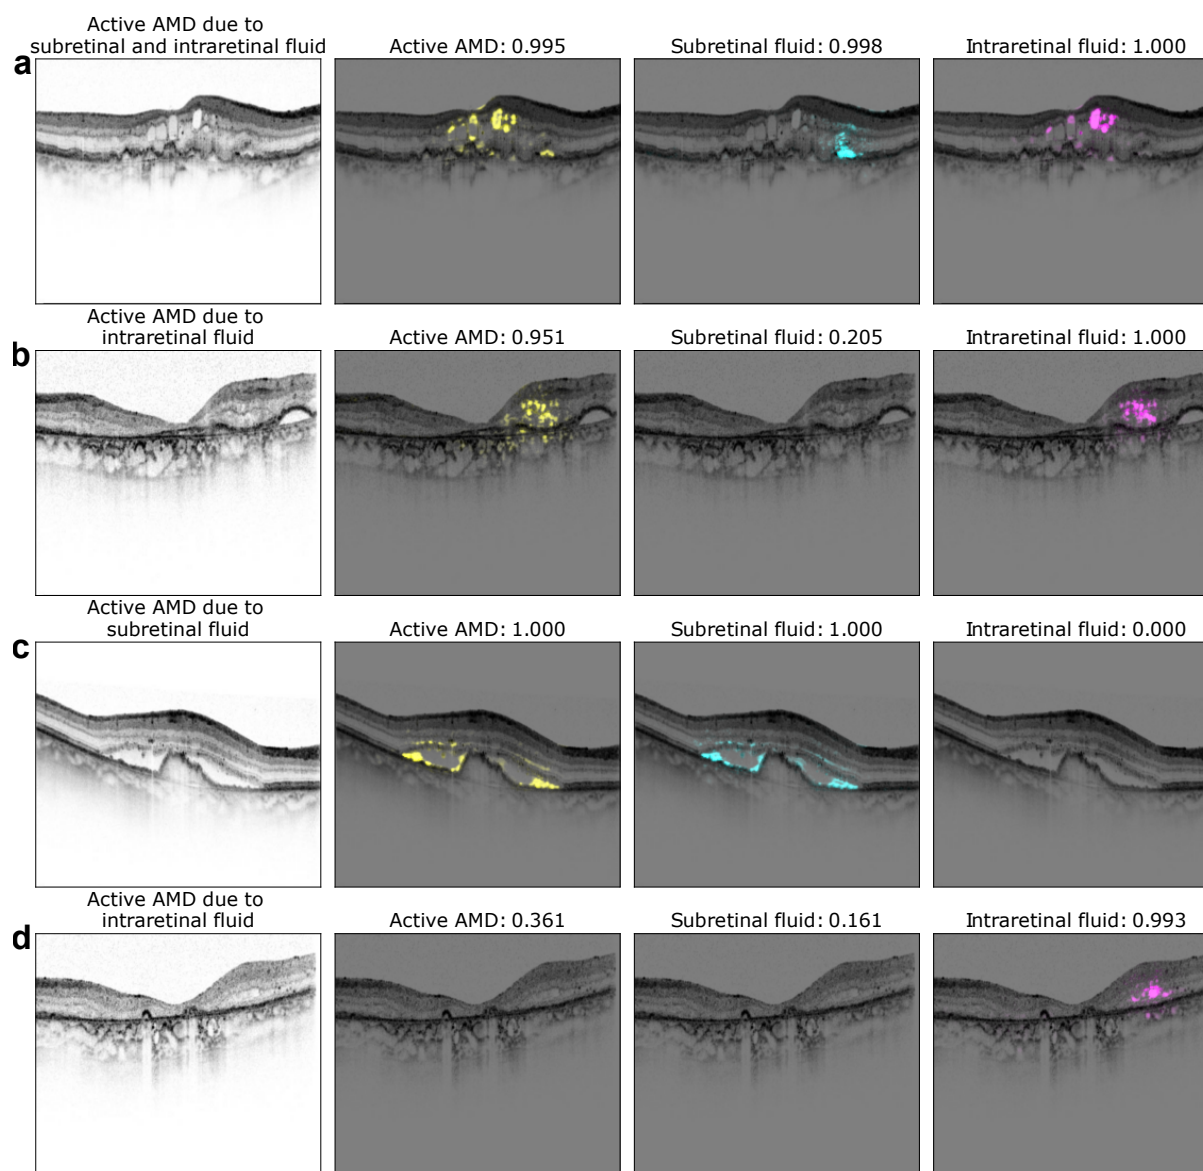 Active AMD due to
subretinal and intraretinal fluid
Active AMD: 0.995
Subretinal fluid: 0.998
Intraretinal fluid: 1.000
a
Active AMD due to
intraretinal fluid
Active AMD: 0.951
Subretinal fluid: 0.205
Intraretinal fluid: 1.000
b
Active AMD due to
subretinal fluid
Active AMD: 1.000
Subretinal fluid: 1.000
Intraretinal fluid: 0.000
c
Active AMD due to
intraretinal fluid
Active AMD: 0.361
Subretinal fluid: 0.161
Intraretinal fluid: 0.993
d